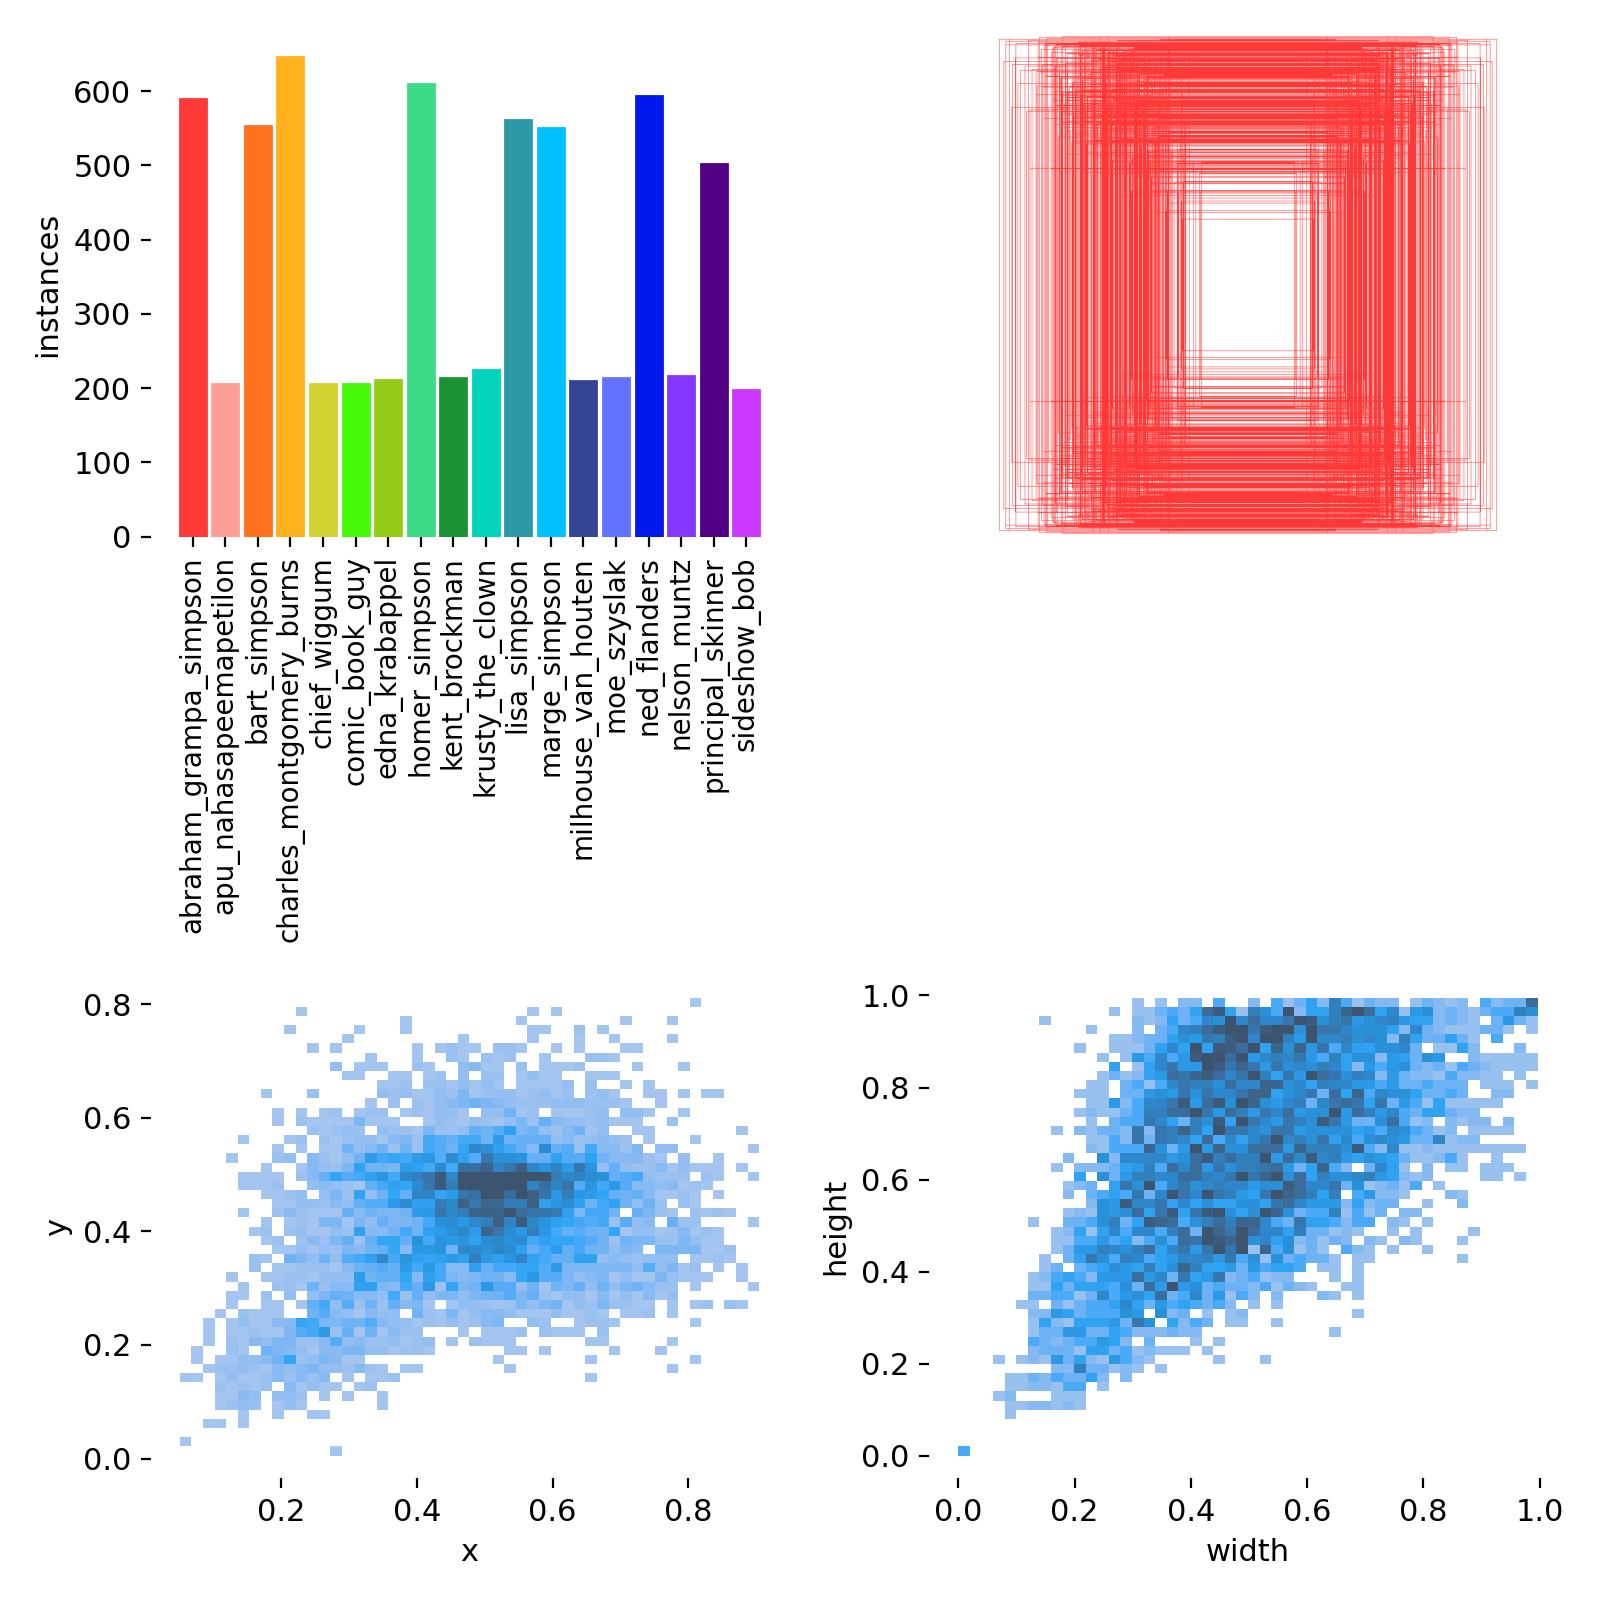 600
500
400
300
200
100
0
instances
abraham_grampa_simpson
apu_nahasapeemapetilon
bart_simpson
charles_montgomery_burns
chief_wiggum
comic_book_guy
edna_krabappel
homer_simpson
kent_brockman
krusty_the_clown
lisa_simpson
marge_simpson
milhouse_van_houten
moe_szyslak
ned_flanders
nelson_muntz
principal_skinner
sideshow_bob
0.8
0.6
0.4
0.2
0.0
y
0.2 0.4 0.6 0.8
x
1.0
0.8
0.6
0.4
0.2
0.0
height
0.0 0.2 0.4 0.6 0.8 1.0
width